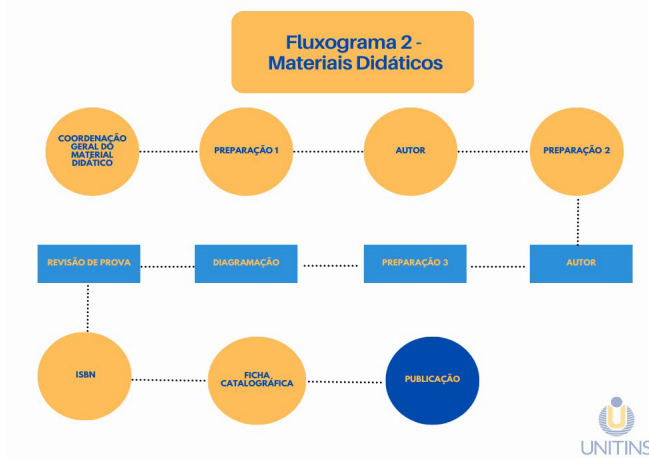 Fluxograma 2 -
Materiais Didáticos
COORDENAÇÃO
GERAL DO
MATERIAL
DIDÁTICO
PREPARAÇÃO 1
AUTOR
PREPARAÇÃO 2
REVISÃO DE PROVA
DIAGRAMAÇÃO
PREPARAÇÃO 3
AUTOR
ISBN
FICHA
CATALOGRÁFICA
PUBLICAÇÃO
UNITINS